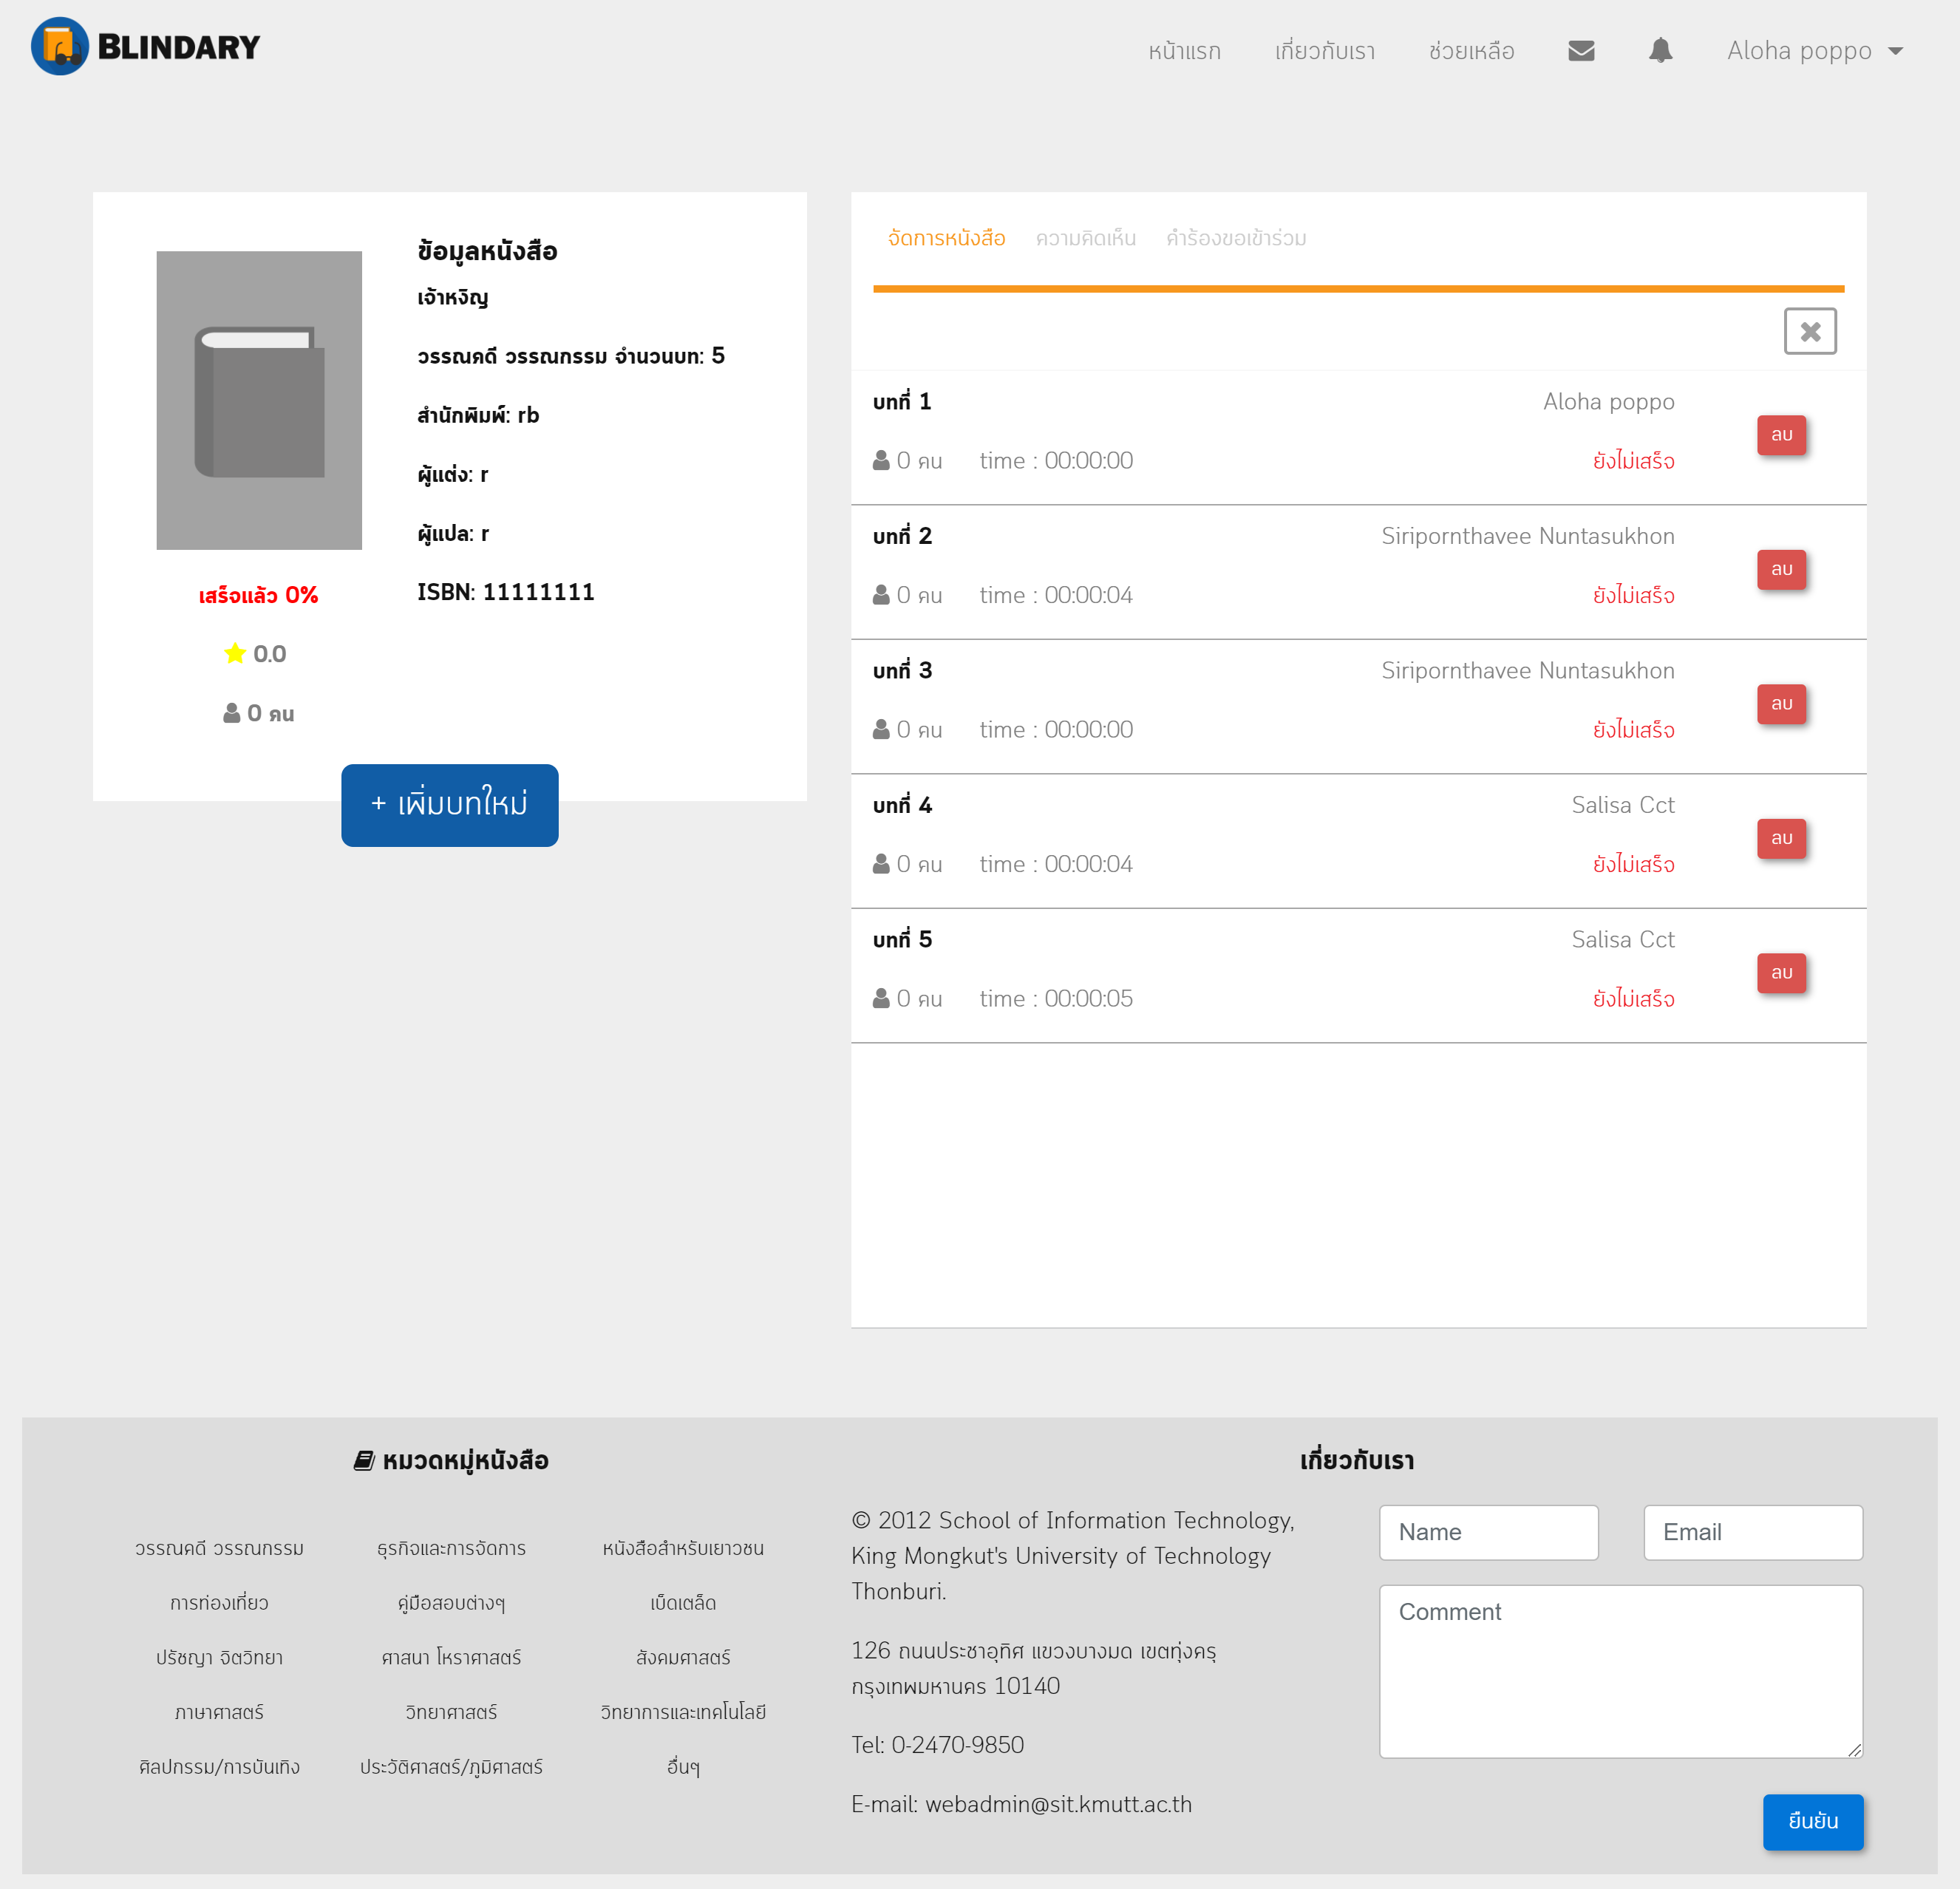 BLINDARY
หน้าแรก เกี่ยวกับเรา ช่วยเหลือ Aloha poppo
ข้อมูลหนังสือ
เจ้าหงิญ
วรรณคดี วรรณกรรม จำนวนบท: 5
สำนักพิมพ์: rb
ผู้แต่ง: r
ผู้แปล: r
ISBN: 11111111
เสร็จแล้ว 0%
0.0
0 คน
+ เพิ่มบทใหม่
จัดการหนังสือ ความคิดเห็น คำร้องขอเข้าร่วม
บทที่ 1 Aloha poppo
ลบ
0 คน time : 00:00:00 ยังไม่เสร็จ
บทที่ 2 Siripornthavee Nuntasukhon
ลบ
0 คน time : 00:00:04 ยังไม่เสร็จ
บทที่ 3 Siripornthavee Nuntasukhon
ลบ
0 คน time : 00:00:00 ยังไม่เสร็จ
บทที่ 4 Salisa Cct
ลบ
0 คน time : 00:00:04 ยังไม่เสร็จ
บทที่ 5 Salisa Cct
ลบ
0 คน time : 00:00:05 ยังไม่เสร็จ
หมวดหมู่หนังสือ
วรรณคดี วรรณกรรม ธุรกิจและการจัดการ หนังสือสำหรับเยาวชน
การท่องเที่ยว คู่มือสอบต่างๆ เบ็ดเตล็ด
ปรัชญา จิตวิทยา ศาสนา โหราศาสตร์ สังคมศาสตร์
ภาษาศาสตร์ วิทยาศาสตร์ วิทยาการและเทคโนโลยี
ศิลปกรรม/การบันเทิง ประวัติศาสตร์/ภูมิศาสตร์ อื่นๆ
เกี่ยวกับเรา
© 2012 School of Information Technology,
King Mongkut's University of Technology
Thonburi.
126 ถนนประชาอุทิศ แขวงบางมด เขตทุ่งครุ
กรุงเทพมหานคร 10140
Tel: 0-2470-9850
E-mail: webadmin@sit.kmutt.ac.th
Name Email
Comment
ยืนยัน